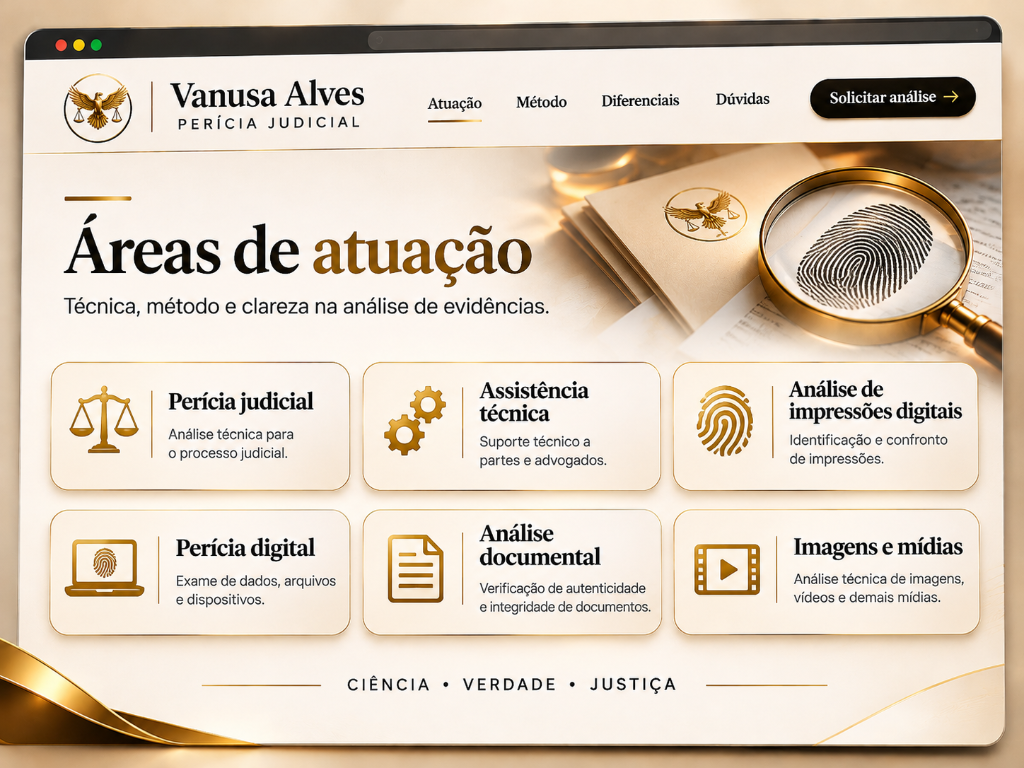 Vanusa Alves
PERÍCIA JUDICIAL
Atuação
Método
Diferenciais
Dúvidas
Solicitar análise
Áreas de atuação
Técnica, método e clareza na análise de evidências.
Perícia judicial
Análise técnica para
o processo judicial.
Assistência
técnica
Suporte técnico a
partes e advogados.
Análise de
impressões digitais
Identificação e confronto
de impressões.
Perícia digital
Exame de dados, arquivos
e dispositivos.
Análise
documental
Verificação de autenticidade
e integridade de documentos.
Imagens e mídias
Análise técnica de imagens,
vídeos e demais mídias.
CIÊNCIA • VERDADE • JUSTIÇA